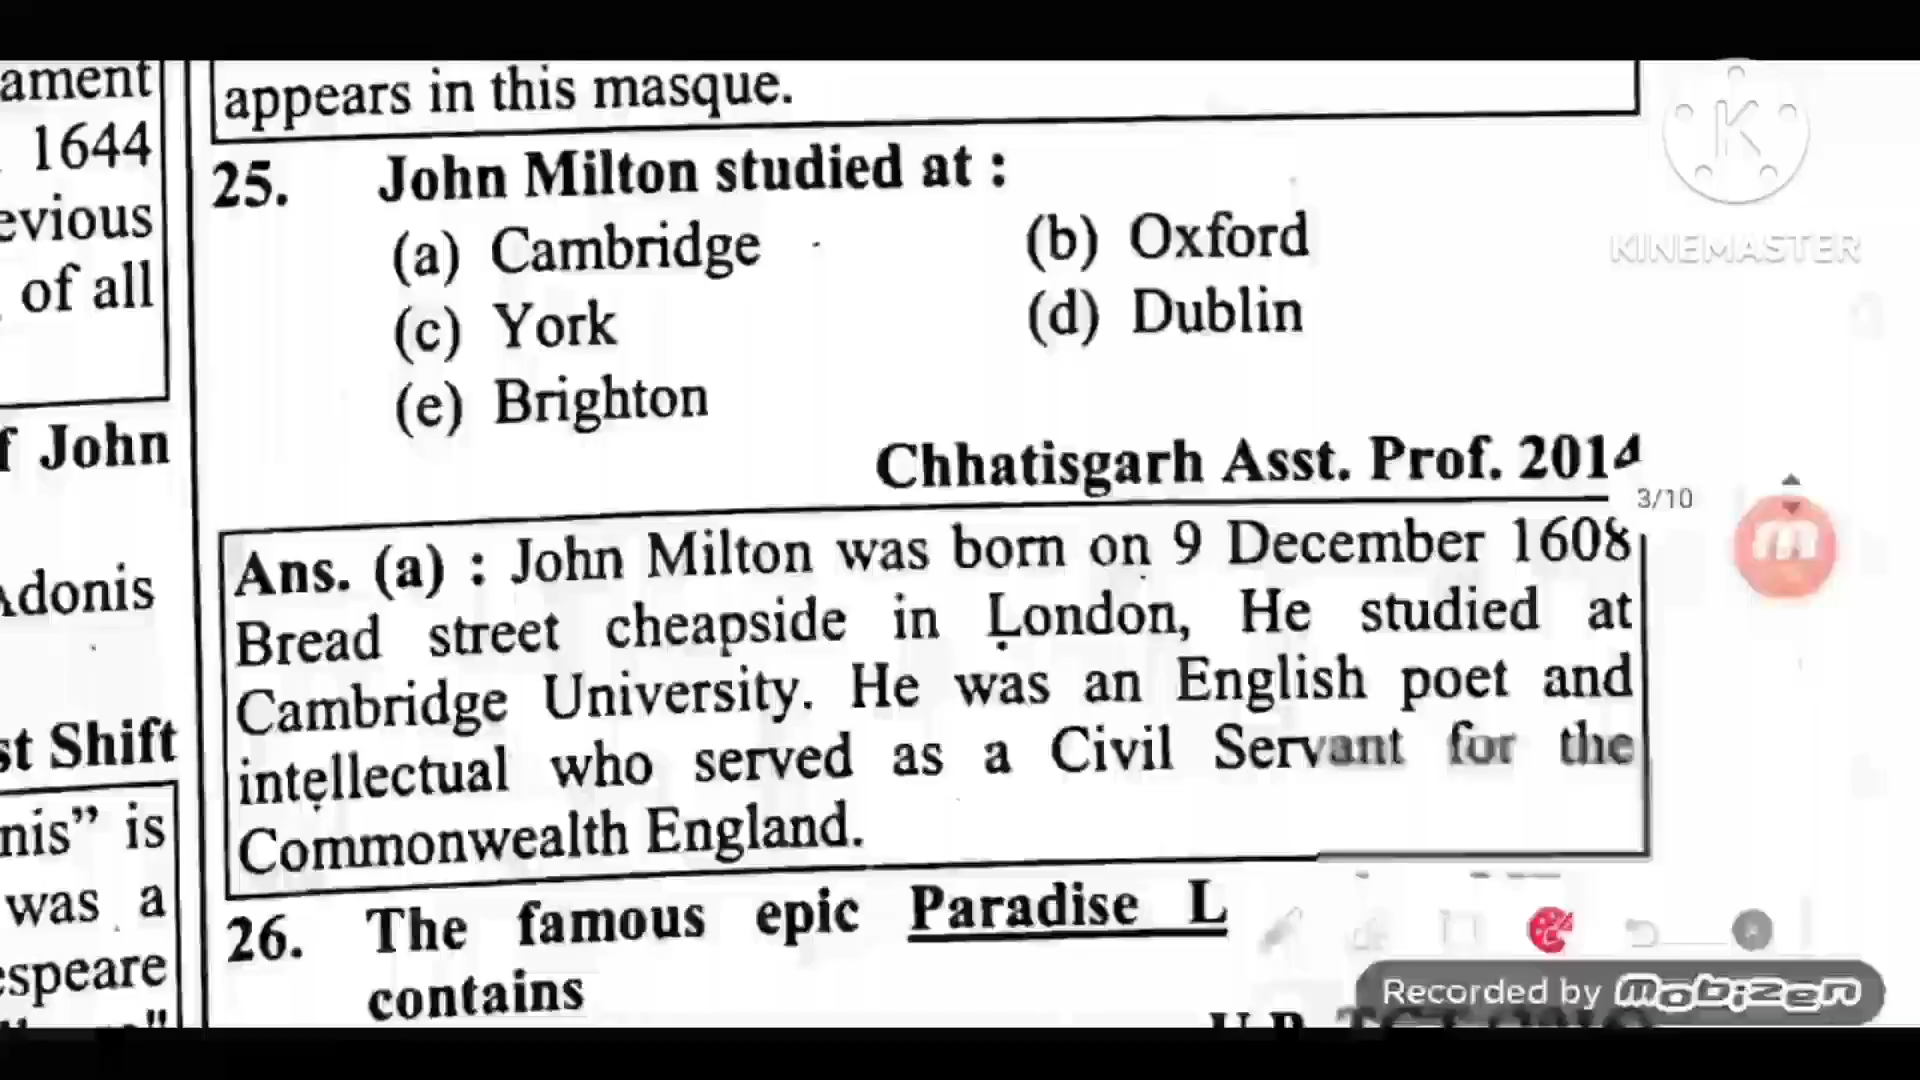 ament
1644
evious
of all
f John
Adonis
st Shift
nis” is
was a
espeare
appears in this masque.
25. John Milton studied at :
(a) Cambridge (b) Oxford
(c) York (d) Dublin
(e) Brighton
Chhatisgarh Asst. Prof. 2014
Ans. (a) : John Milton was born on 9 December 1608
Bread street cheapside in London, He studied at
Cambridge University. He was an English poet and
intellectual who served as a Civil Servant for the
Commonwealth England.
26. The famous epic Paradise L
contains
KINEMASTER
3/10
Recorded by mobizen